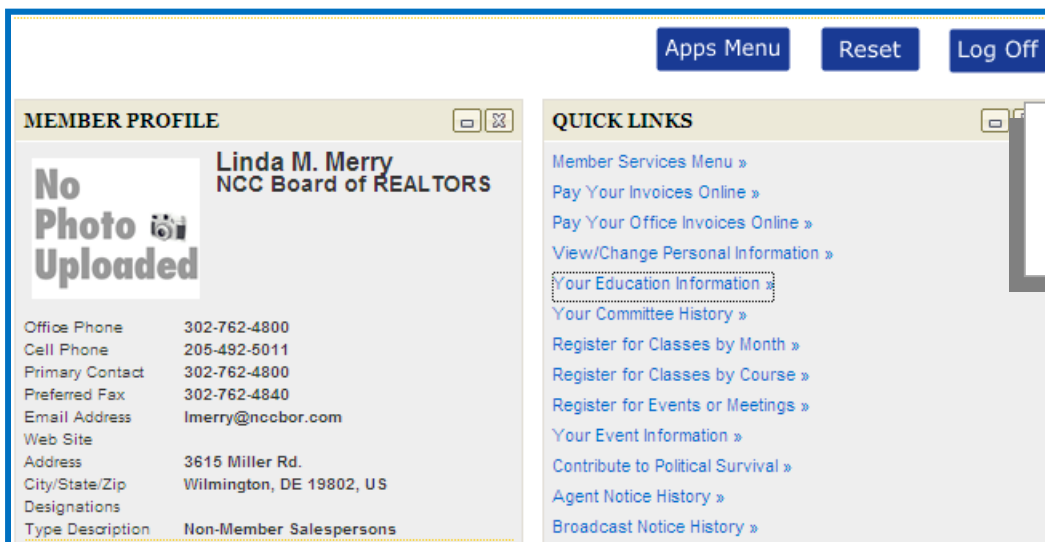 Apps Menu Reset Log Off
MEMBER PROFILE
No
Photo
Uploaded
Linda M. Merry
NCC Board of REALTORS
Office Phone 302-762-4800
Cell Phone 205-492-5011
Primary Contact 302-762-4800
Preferred Fax 302-762-4840
Email Address lmerry@nccbor.com
Web Site
Address 3615 Miller Rd.
City/State/Zip Wilmington, DE 19802, US
Designations
Type Description Non-Member Salespersons
QUICK LINKS
Member Services Menu »
Pay Your Invoices Online »
Pay Your Office Invoices Online »
View/Change Personal Information »
Your Education Information »
Your Committee History »
Register for Classes by Month »
Register for Classes by Course »
Register for Events or Meetings »
Your Event Information »
Contribute to Political Survival »
Agent Notice History »
Broadcast Notice History »